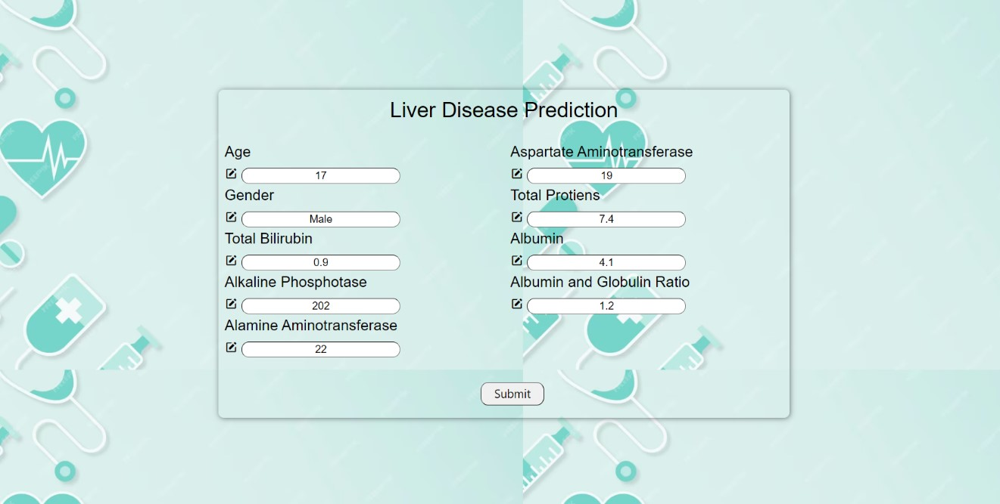 Liver Disease Prediction
Age
17
Gender
Male
Total Bilirubin
0.9
Alkaline Phosphotase
202
Alamine Aminotransferase
22
Aspartate Aminotransferase
19
Total Protiens
7.4
Albumin
4.1
Albumin and Globulin Ratio
1.2
Submit